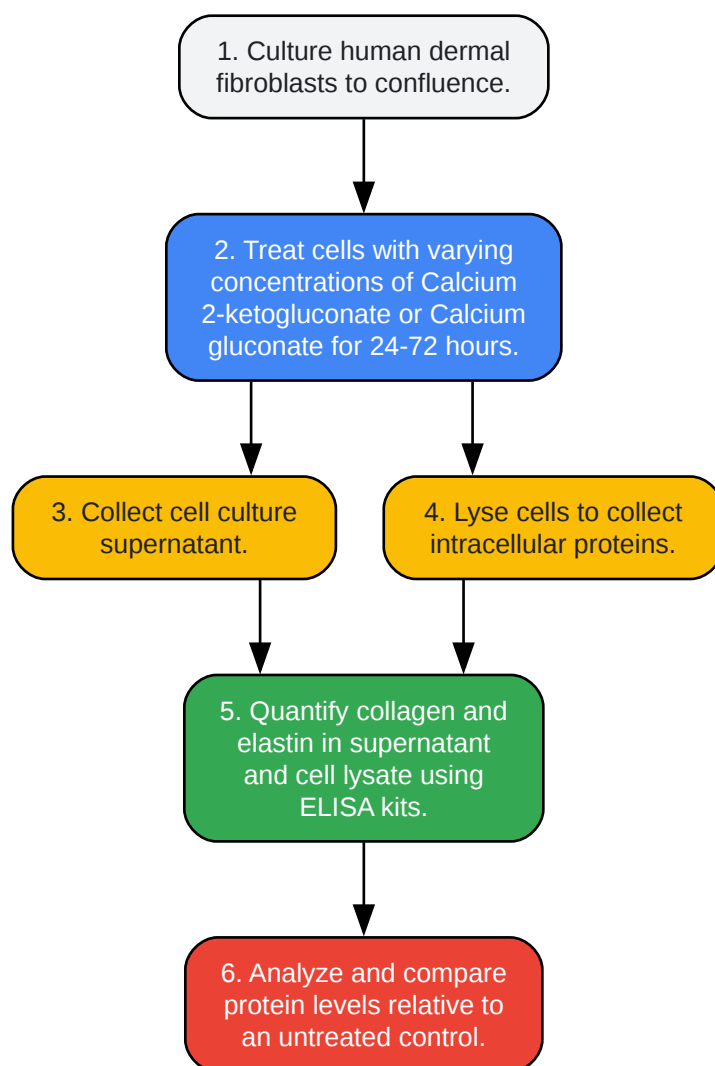 1. Culture human dermal
fibroblasts to confluence.
2. Treat cells with varying
concentrations of Calcium
2-ketogluconate or Calcium
gluconate for 24-72 hours.
3. Collect cell culture
supernatant.
4. Lyse cells to collect
intracellular proteins.
5. Quantify collagen and
elastin in supernatant
and cell lysate using
ELISA kits.
6. Analyze and compare
protein levels relative to
an untreated control.